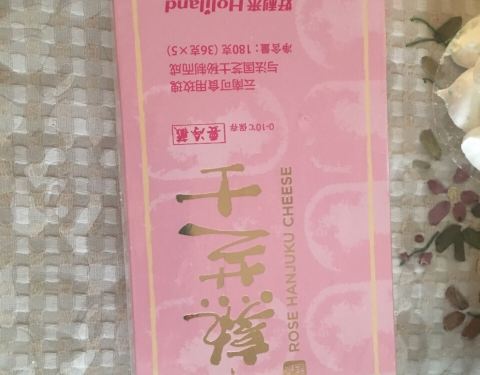 熟芝士
ROSE HANJUKU CHEESE
要冷藏 0-10℃保存
云南可食用玫瑰
与法国芝士秘制而成
净含量：180克 (36克×5)
好利来 Holiland